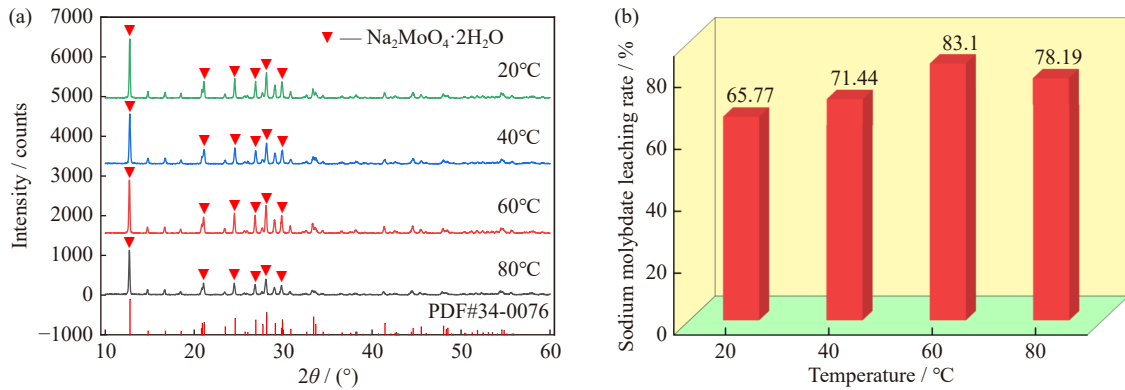 (a)
7000
6000
5000
4000
3000
2000
1000
0
−1000
Intensity / counts
— Na₂MoO₄·2H₂O
20℃
40℃
60℃
80℃
PDF#34-0076
10 20 30 40 50 60
2θ / (°)
(b)
Sodium molybdate leaching rate / %
80
60
40
20
0
65.77
71.44
83.1
78.19
20 40 60 80
Temperature / ℃